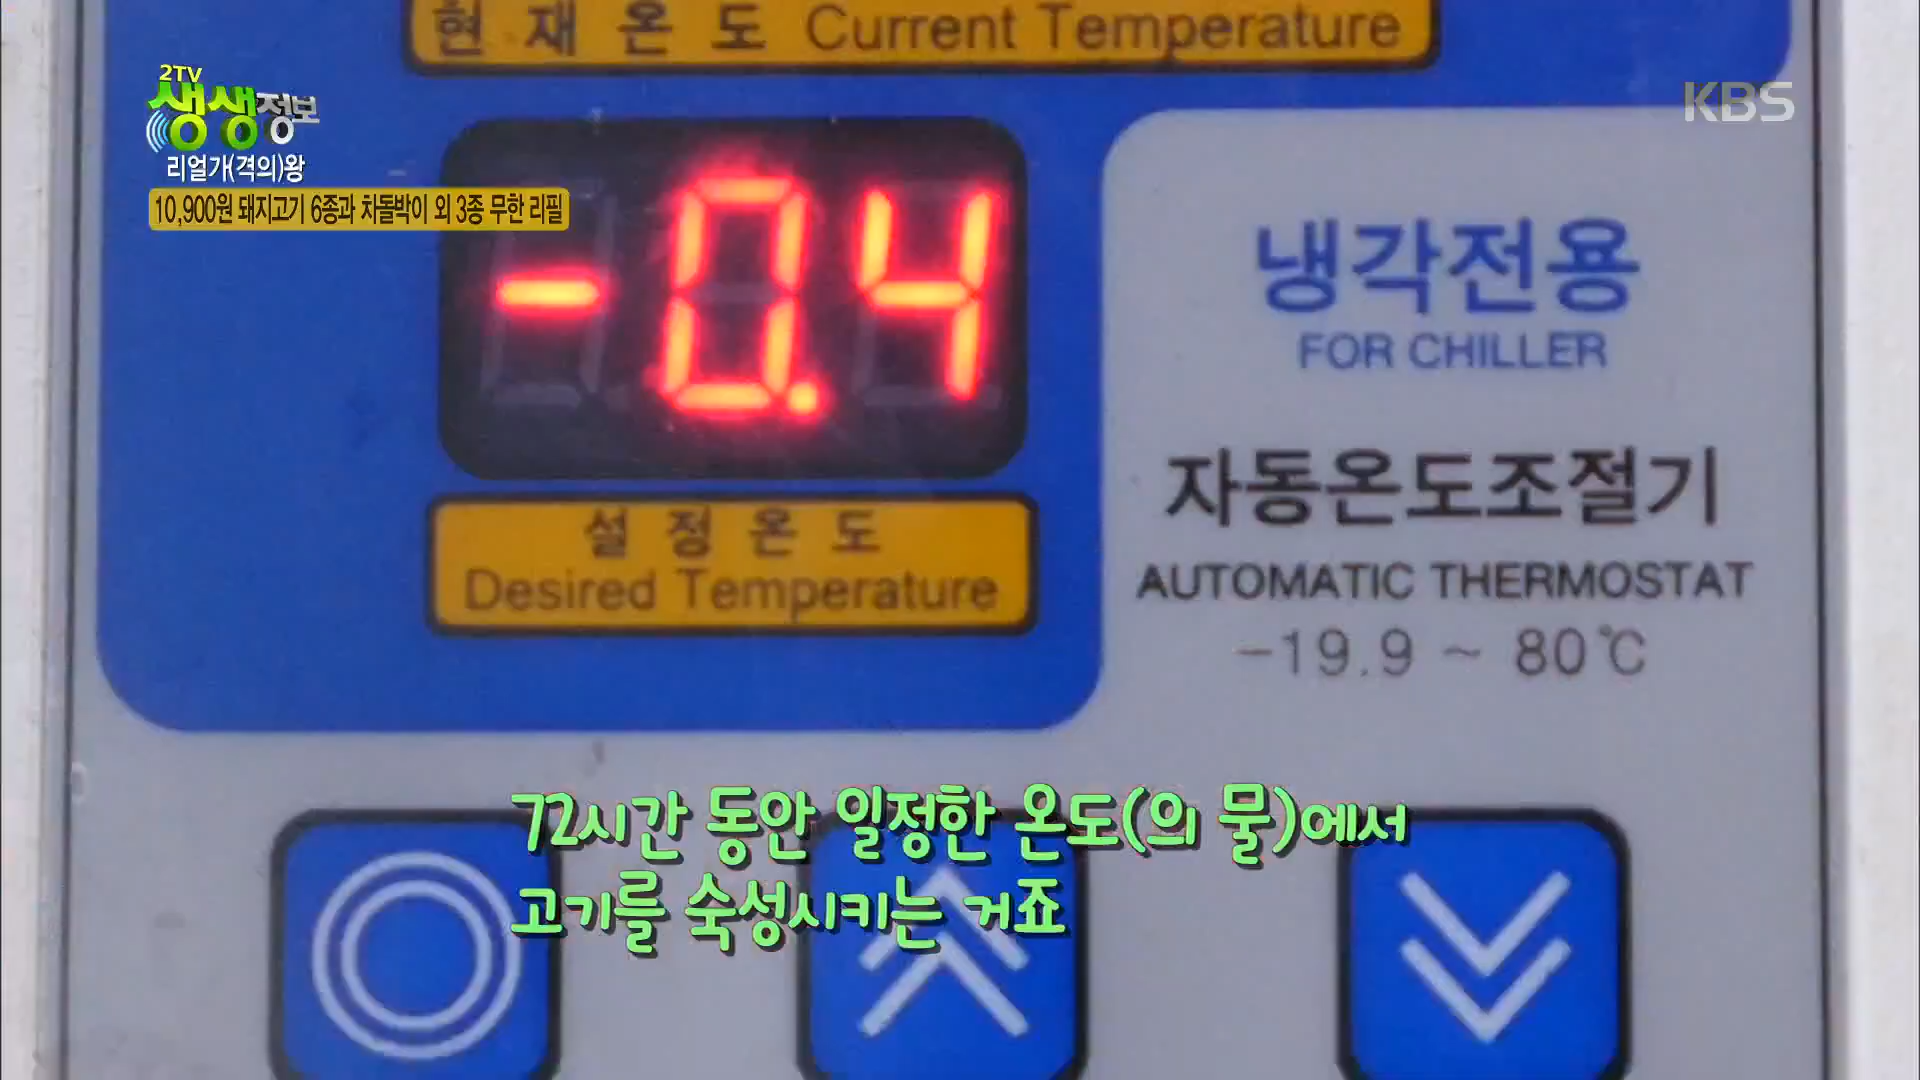 현재온도 Current Temperature
2TV
생생정보
KBS
리얼가(격의)왕
10,900원 돼지고기 6종과 차돌박이 외 3종 무한 리필
-0.4
냉각전용
FOR CHILLER
자동온도조절기
AUTOMATIC THERMOSTAT
-19.9 ~ 80℃
설정온도
Desired Temperature
72시간 동안 일정한 온도(의 물)에서
고기를 숙성시키는 거죠